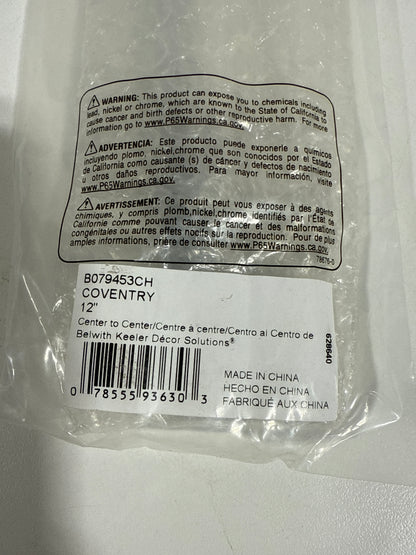 ⚠ WARNING: This product can expose you to chemicals including
lead, nickel or chrome, which are known to the State of California to
cause cancer and birth defects or other reproductive harm. For more
information go to www.P65Warnings.ca.gov.
⚠ ADVERTENCIA: Este producto puede exponerle a químicos
incluyendo plomo, nickel,chrome que son conocidos por el Estado
de California como causante (s) de cáncer y defectos de nacimiento
u otros daños reproductivos. Para mayor información, visite
www.P65Warnings.ca.gov.
⚠ AVERTISSEMENT: Ce produit peut vous exposer à des agents
chimiques, y compris plomb,nickel,chrome identifiés par l'État de
Californie comme pouvant causer le cancer et des malformations
congénitales ou autres effets nocifs sur la reproduction. Pour de plus
amples informations, prière de consulter www.P65Warnings.ca.gov.
78676-0
B079453CH
COVENTRY
12"
Center to Center/Centre à centre/Centro al Centro de
Belwith Keeler Décor Solutions®
628640
MADE IN CHINA
HECHO EN CHINA
FABRIQUÉ AUX CHINA
0 78555 93630 3